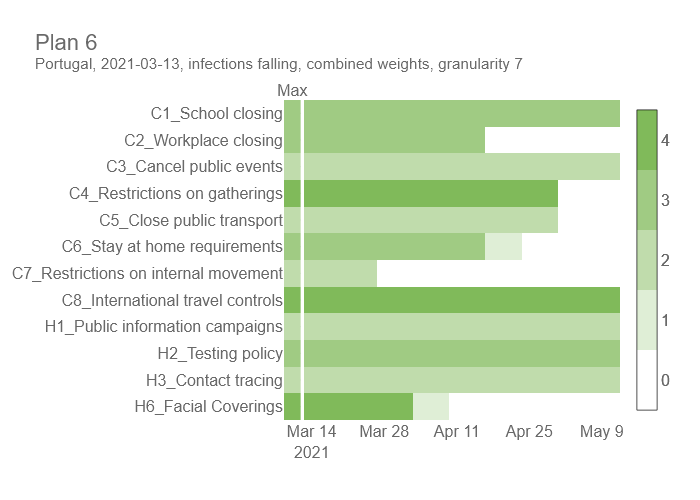 Plan 6
Portugal, 2021-03-13, infections falling, combined weights, granularity 7
Max
C1_School closing
C2_Workplace closing
C3_Cancel public events
C4_Restrictions on gatherings
C5_Close public transport
C6_Stay at home requirements
C7_Restrictions on internal movement
C8_International travel controls
H1_Public information campaigns
H2_Testing policy
H3_Contact tracing
H6_Facial Coverings
Mar 14 Mar 28 Apr 11 Apr 25 May 9
2021
4
3
2
1
0